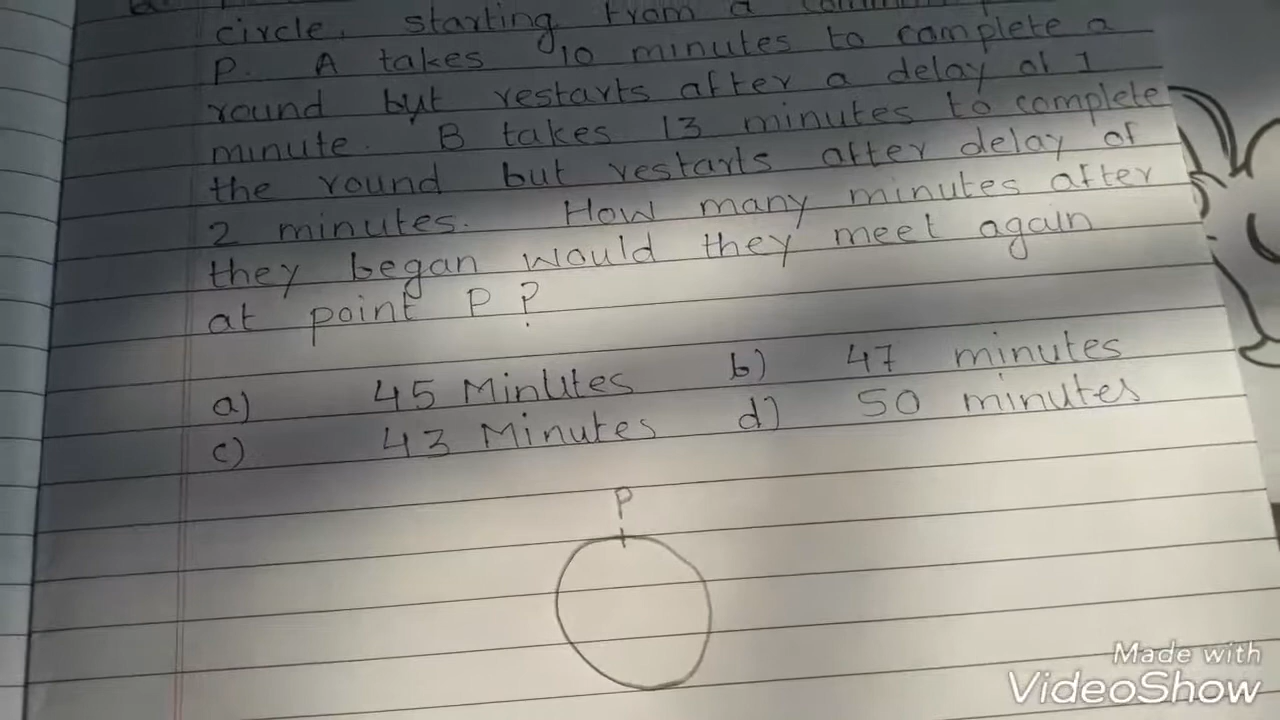 circle, starting from a
P. A takes 10 minutes to complete a
round but restarts after a delay of 1
minute. B takes 13 minutes to complete
the round but restarts after delay of
2 minutes. How many minutes after
they began would they meet again
at point P?
a) 45 Minutes b) 47 minutes
c) 43 Minutes d) 50 minutes
P
Made with
VideoShow